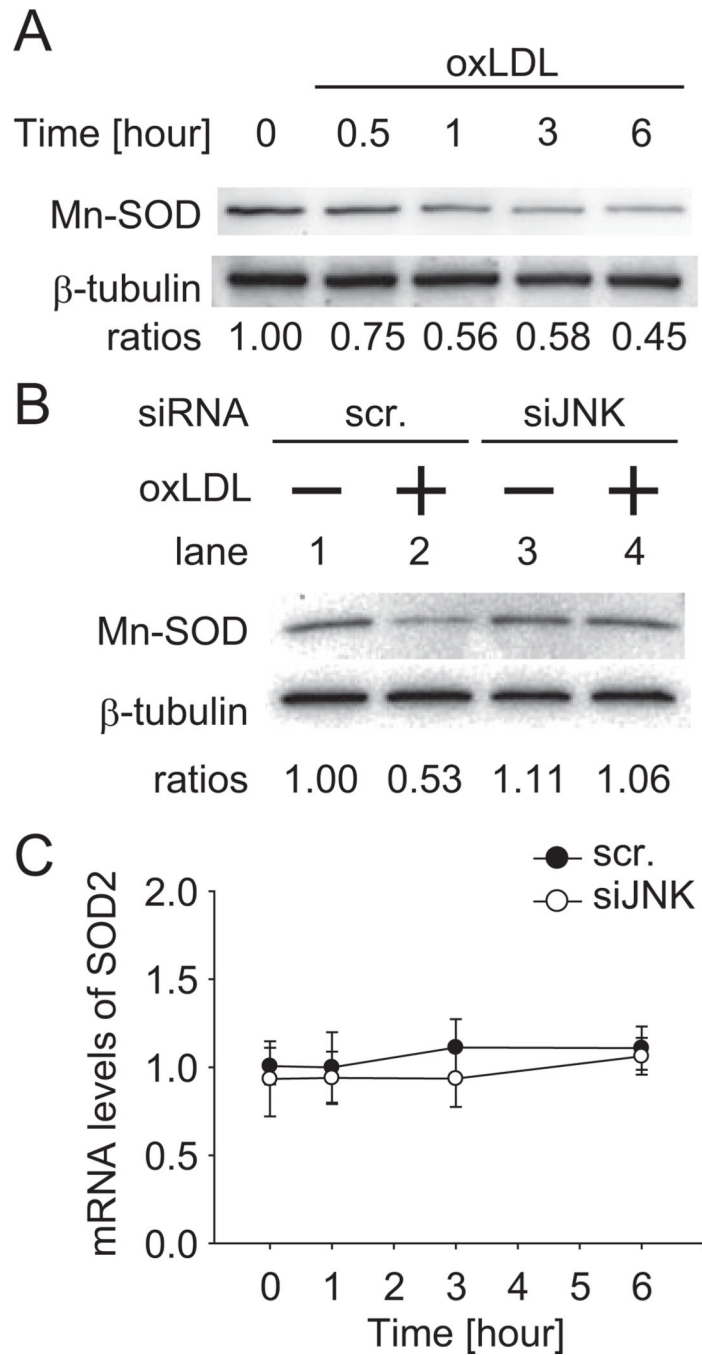 A
oxLDL
Time [hour] 0 0.5 1 3 6
Mn-SOD
β-tubulin
ratios 1.00 0.75 0.56 0.58 0.45
B
siRNA scr. siJNK
oxLDL − + − +
lane 1 2 3 4
Mn-SOD
β-tubulin
ratios 1.00 0.53 1.11 1.06
C
scr.
siJNK
mRNA levels of SOD2
2.0
1.5
1.0
0.5
0.0
0 1 2 3 4 5 6
Time [hour]